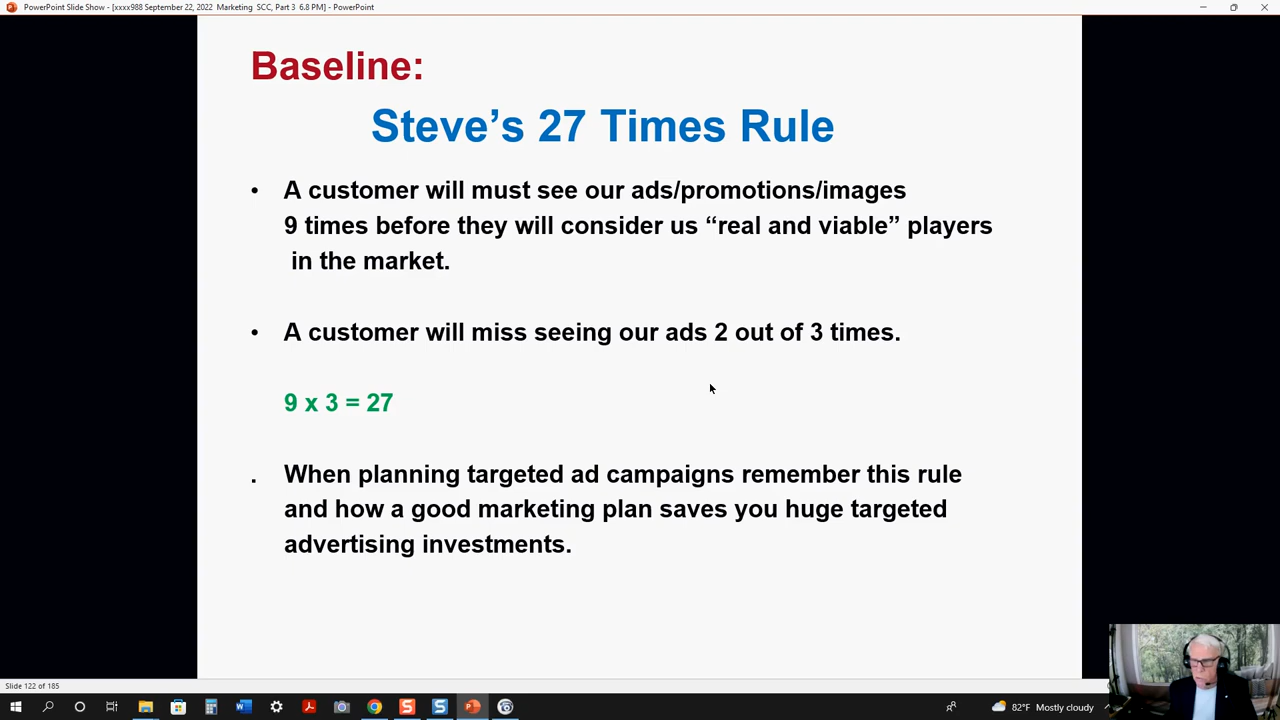 PowerPoint Slide Show - [xxxx988 September 22, 2022 Marketing SCC, Part 3 6.8 PM] - PowerPoint
Baseline:
Steve's 27 Times Rule
• A customer will must see our ads/promotions/images
9 times before they will consider us “real and viable” players
in the market.
• A customer will miss seeing our ads 2 out of 3 times.
9 x 3 = 27
. When planning targeted ad campaigns remember this rule
and how a good marketing plan saves you huge targeted
advertising investments.
Slide 122 of 185
82°F Mostly cloudy